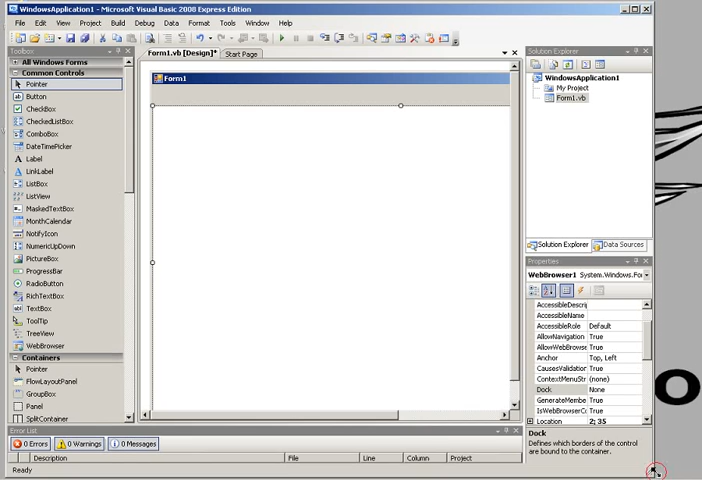 WindowsApplication1 - Microsoft Visual Basic 2008 Express Edition
File Edit View Project Build Debug Data Format Tools Window Help
Toolbox
All Windows Forms
Common Controls
Pointer
Button
CheckBox
CheckedListBox
ComboBox
DateTimePicker
A Label
A LinkLabel
ListBox
ListView
MaskedTextBox
MonthCalendar
NotifyIcon
NumericUpDown
PictureBox
ProgressBar
RadioButton
RichTextBox
TextBox
ToolTip
TreeView
WebBrowser
Containers
Pointer
FlowLayoutPanel
GroupBox
Panel
SplitContainer
Form1.vb [Design]* Start Page
Form1
Solution Explorer
WindowsApplication1
My Project
Form1.vb
Solution Explorer Data Sources
Properties
WebBrowser1 System.Windows.For
AccessibleDescrip
AccessibleName
AccessibleRole Default
AllowNavigation True
AllowWebBrowse True
Anchor Top, Left
CausesValidation True
ContextMenuStr (none)
Dock None
GenerateMembe True
IsWebBrowserCo True
Location 2; 35
Dock
Defines which borders of the control
are bound to the container.
Error List
0 Errors 0 Warnings 0 Messages
Description File Line Column Project
Ready
o